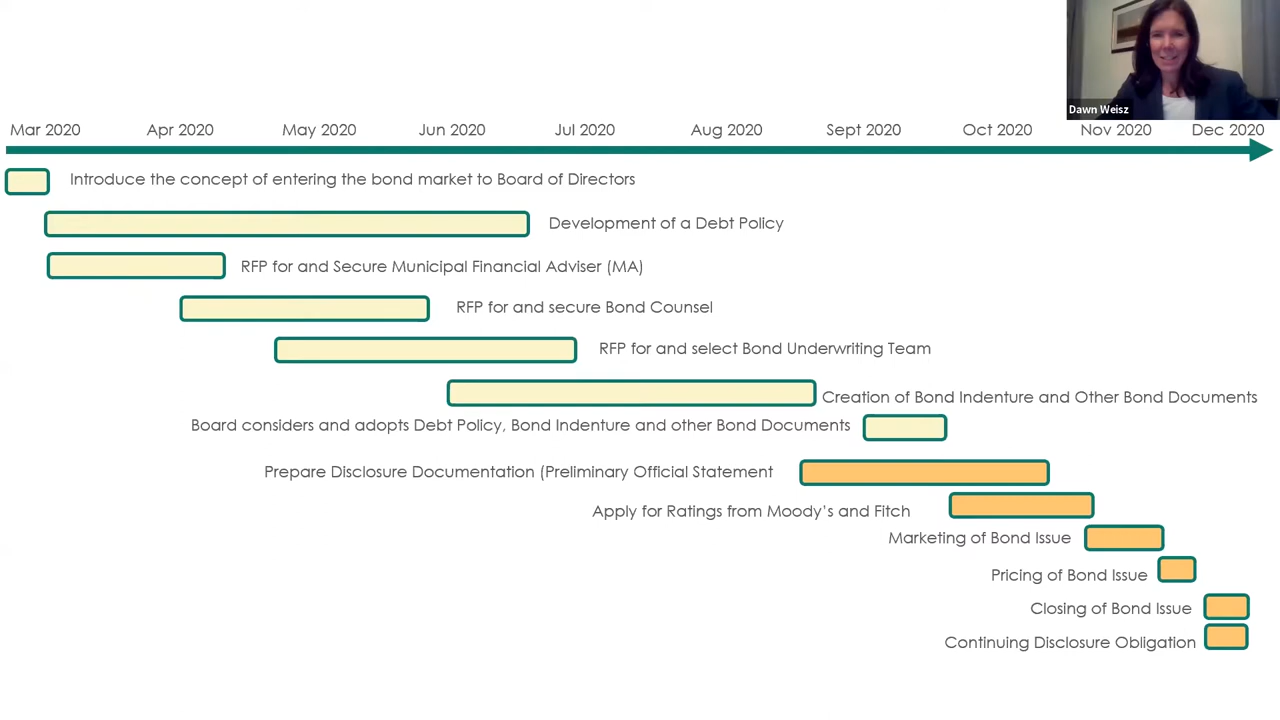 Dawn Weisz
Mar 2020 Apr 2020 May 2020 Jun 2020 Jul 2020 Aug 2020 Sept 2020 Oct 2020 Nov 2020 Dec 2020
Introduce the concept of entering the bond market to Board of Directors
Development of a Debt Policy
RFP for and Secure Municipal Financial Adviser (MA)
RFP for and secure Bond Counsel
RFP for and select Bond Underwriting Team
Creation of Bond Indenture and Other Bond Documents
Board considers and adopts Debt Policy, Bond Indenture and other Bond Documents
Prepare Disclosure Documentation (Preliminary Official Statement
Apply for Ratings from Moody’s and Fitch
Marketing of Bond Issue
Pricing of Bond Issue
Closing of Bond Issue
Continuing Disclosure Obligation